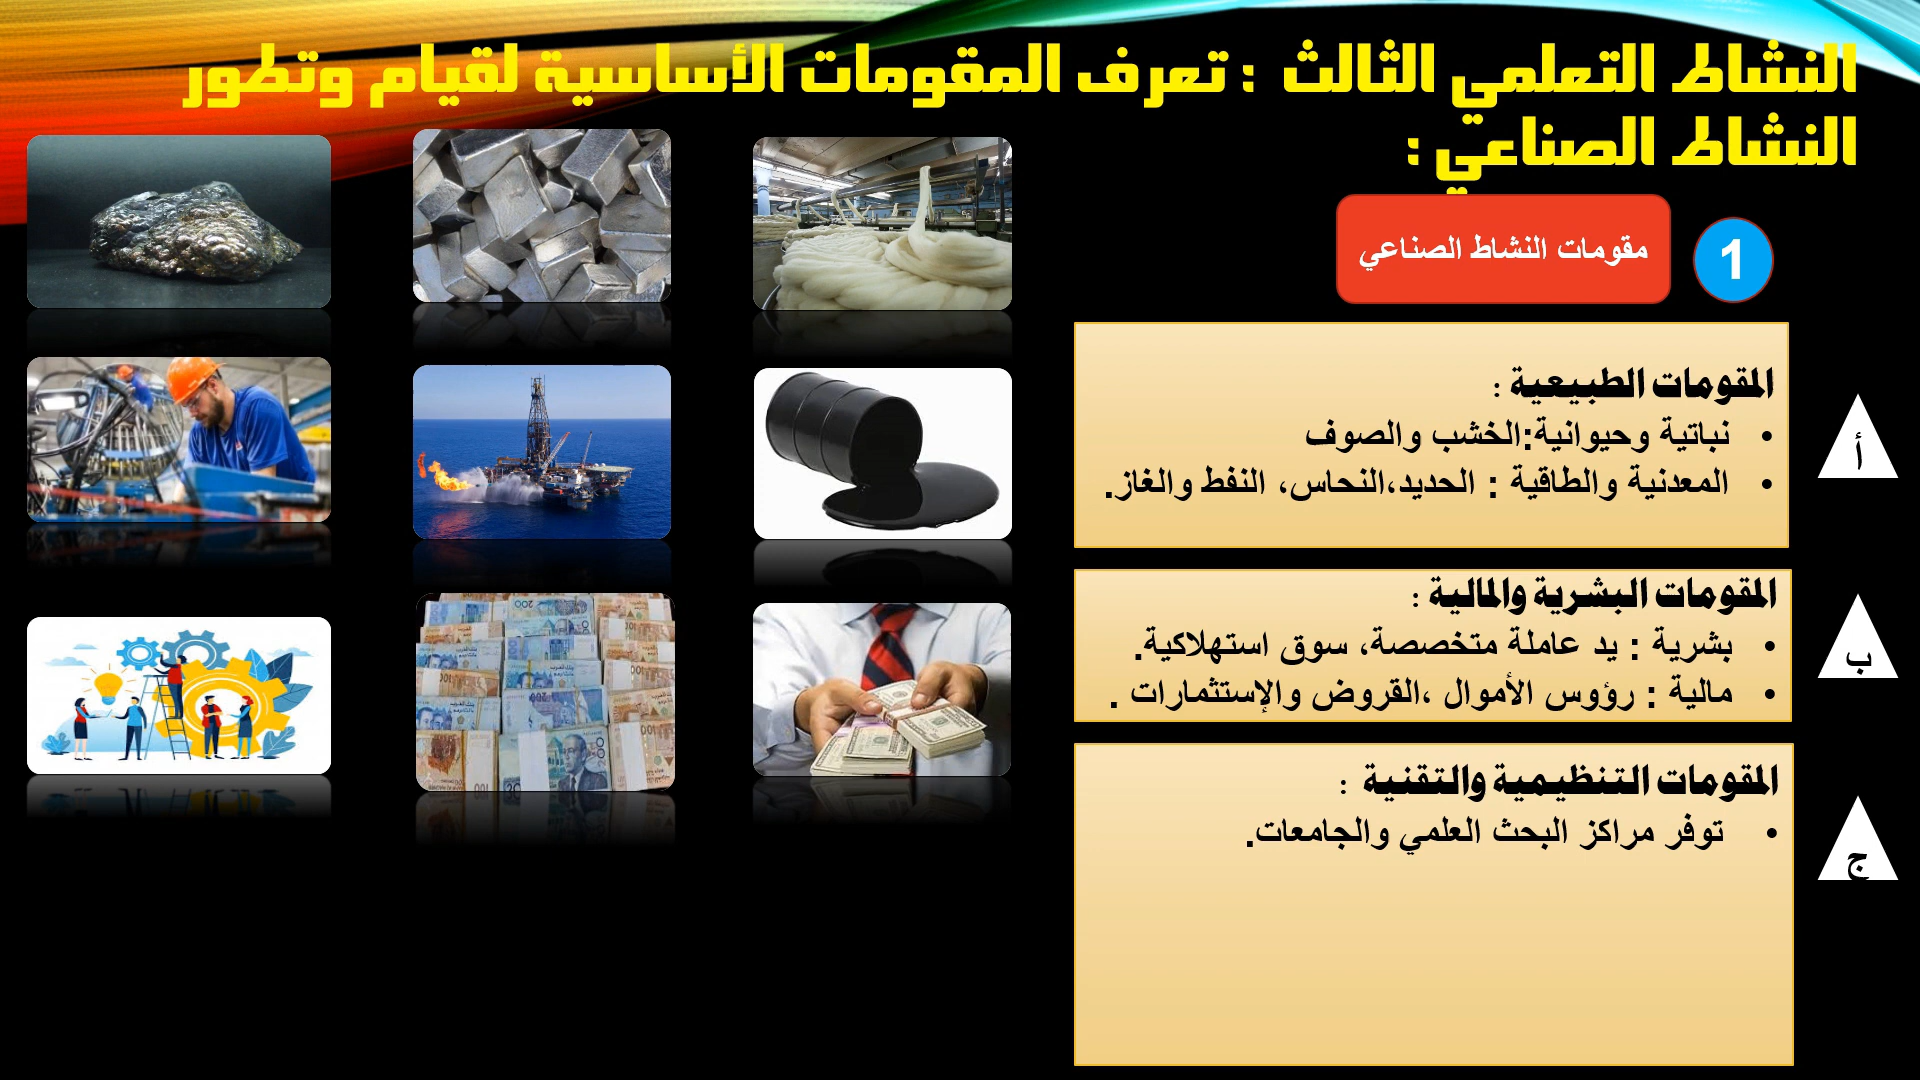 النشاط التعلمي الثالث : تعرف المقومات الأساسية لقيام وتطور
النشاط الصناعي :
1
مقومات النشاط الصناعي
أ
المقومات الطبيعية :
• نباتية وحيوانية:الخشب والصوف
• المعدنية والطاقية : الحديد،النحاس، النفط والغاز.
ب
المقومات البشرية والمالية :
• بشرية : يد عاملة متخصصة، سوق استهلاكية.
• مالية : رؤوس الأموال ،القروض والإستثمارات .
ج
المقومات التنظيمية والتقنية :
• توفر مراكز البحث العلمي والجامعات.